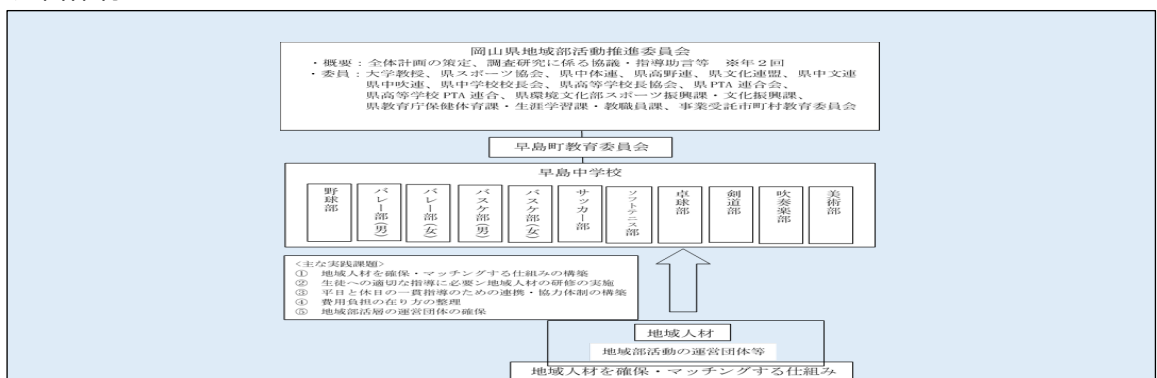 岡山県地域部活動推進委員会
・概要：全体計画の策定、調査研究に係る協議・指導助言等　※年２回
・委員：大学教授、県スポーツ協会、県中体連、県高野連、県文化連盟、県中文連
県中吹連、県中学校校長会、県高等学校長協会、県PTA連合会、
県高等学校PTA連合、県環境文化部スポーツ振興課・文化振興課、
県教育庁保健体育課・生涯学習課・教職員課、事業受託市町村教育委員会
早島町教育委員会
早島中学校
野球部
バレー部(男)
バレー部(女)
バスケ部(男)
バスケ部(女)
サッカー部
ソフトテニス部
卓球部
剣道部
吹奏楽部
美術部
<主な実践課題>
①　地域人材を確保・マッチングする仕組みの構築
②　生徒への適切な指導に必要ン地域人材の研修の実施
③　平日と休日の一貫指導のための連携・協力体制の構築
④　費用負担の在り方の整理
⑤　地域部活層の運営団体の確保
地域人材
地域部活動の運営団体等
地域人材を確保・マッチングする仕組み